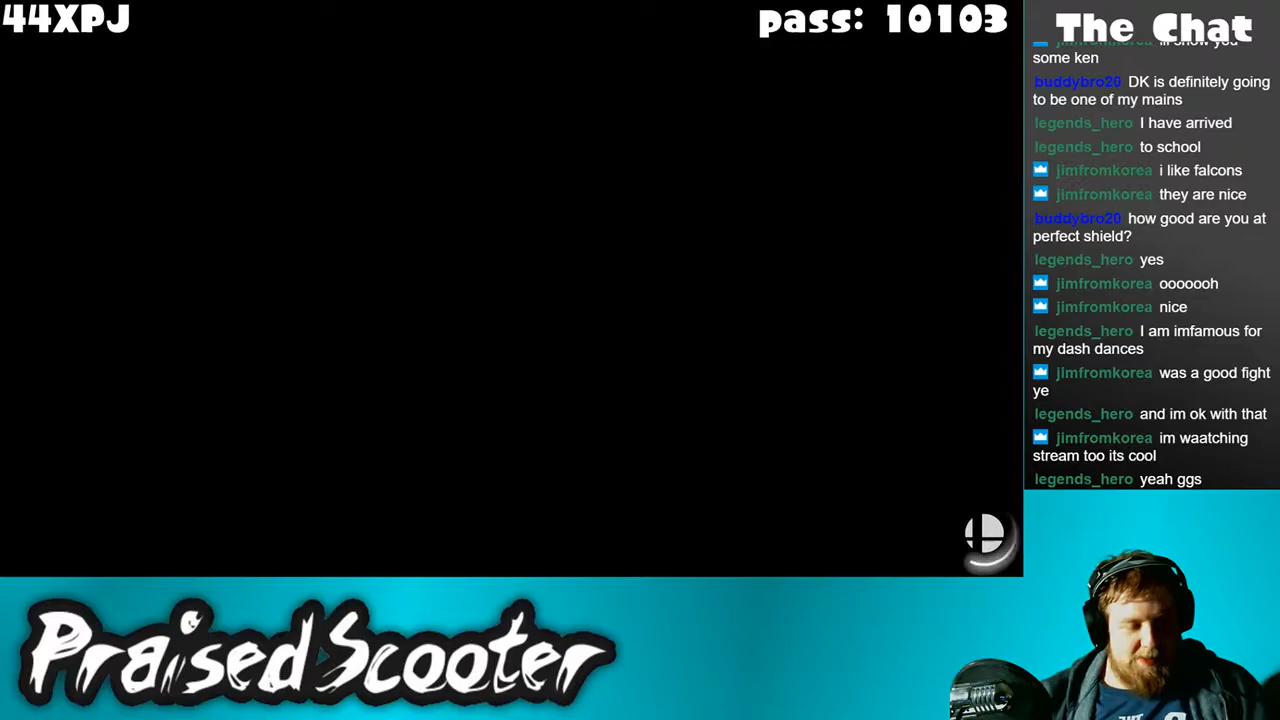 44XPJ
pass: 10103
The Chat
some ken
buddybro20 DK is definitely going
to be one of my mains
legends_hero I have arrived
legends_hero to school
jimfromkorea i like falcons
jimfromkorea they are nice
buddybro20 how good are you at
perfect shield?
legends_hero yes
jimfromkorea ooooooh
jimfromkorea nice
legends_hero I am imfamous for
my dash dances
jimfromkorea was a good fight
ye
legends_hero and im ok with that
jimfromkorea im waatching
stream too its cool
legends_hero yeah ggs
PraisedScooter